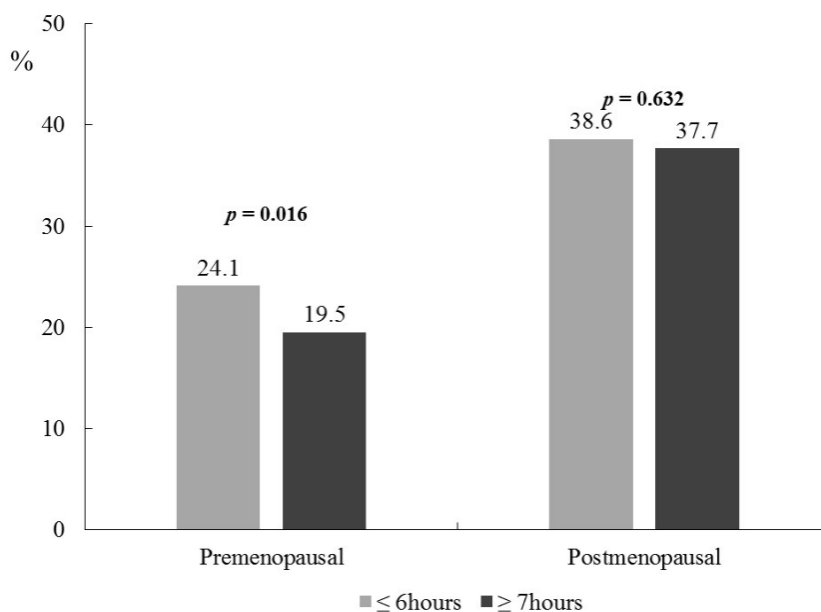 50
%
40
30
20
10
0
p = 0.016
24.1
19.5
p = 0.632
38.6
37.7
Premenopausal
Postmenopausal
≤ 6hours
≥ 7hours